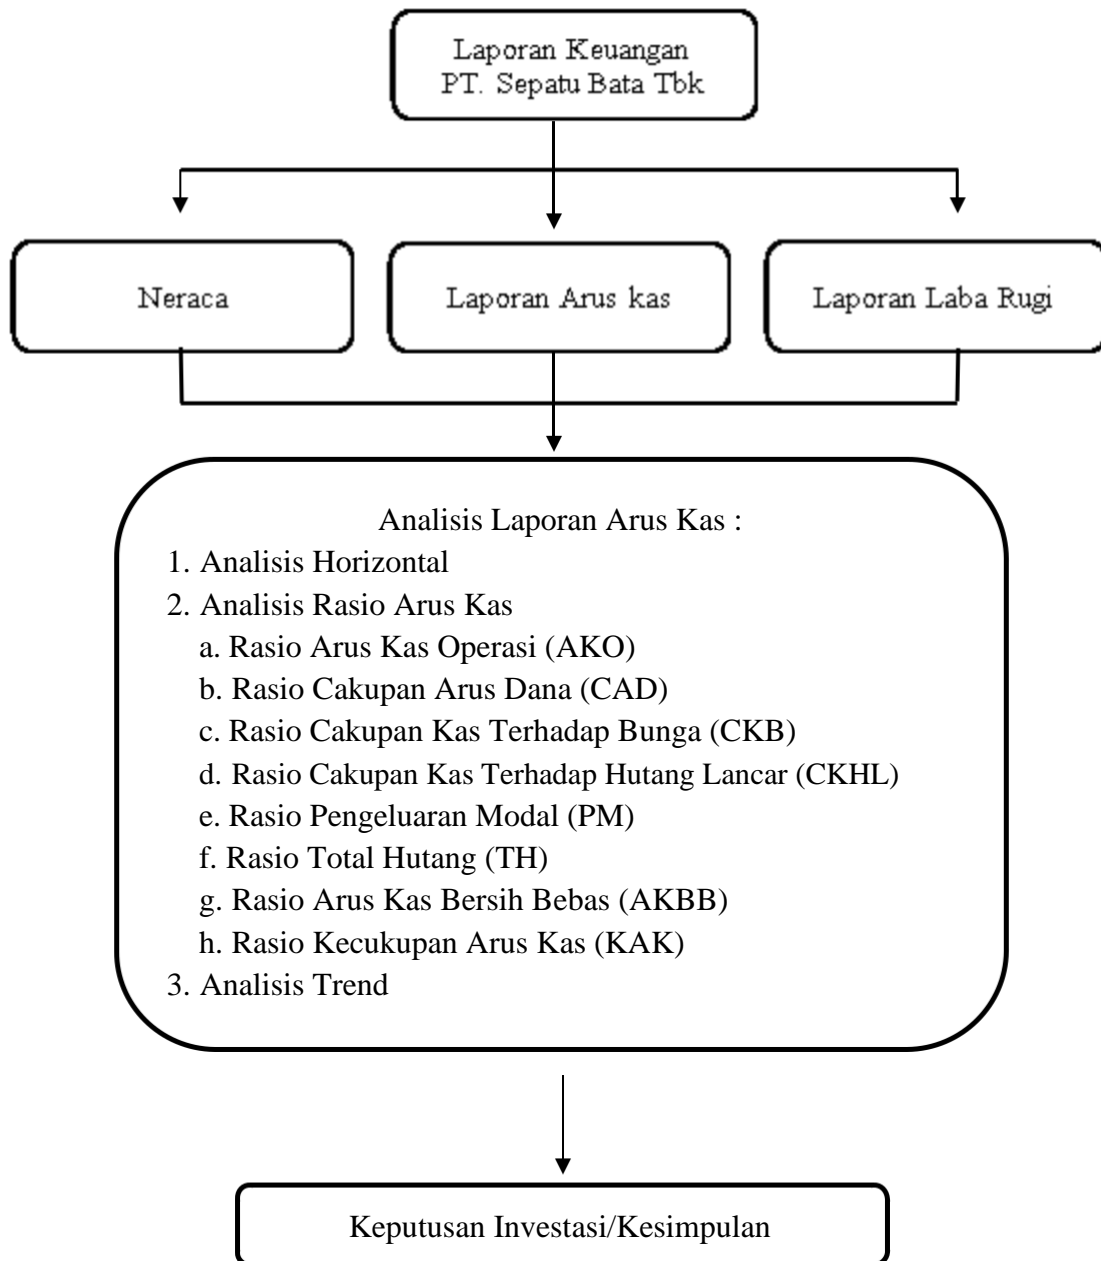 Laporan Keuangan
PT. Sepatu Bata Tbk
Neraca
Laporan Arus kas
Laporan Laba Rugi
Analisis Laporan Arus Kas :
1. Analisis Horizontal
2. Analisis Rasio Arus Kas
a. Rasio Arus Kas Operasi (AKO)
b. Rasio Cakupan Arus Dana (CAD)
c. Rasio Cakupan Kas Terhadap Bunga (CKB)
d. Rasio Cakupan Kas Terhadap Hutang Lancar (CKHL)
e. Rasio Pengeluaran Modal (PM)
f. Rasio Total Hutang (TH)
g. Rasio Arus Kas Bersih Bebas (AKBB)
h. Rasio Kecukupan Arus Kas (KAK)
3. Analisis Trend
Keputusan Investasi/Kesimpulan